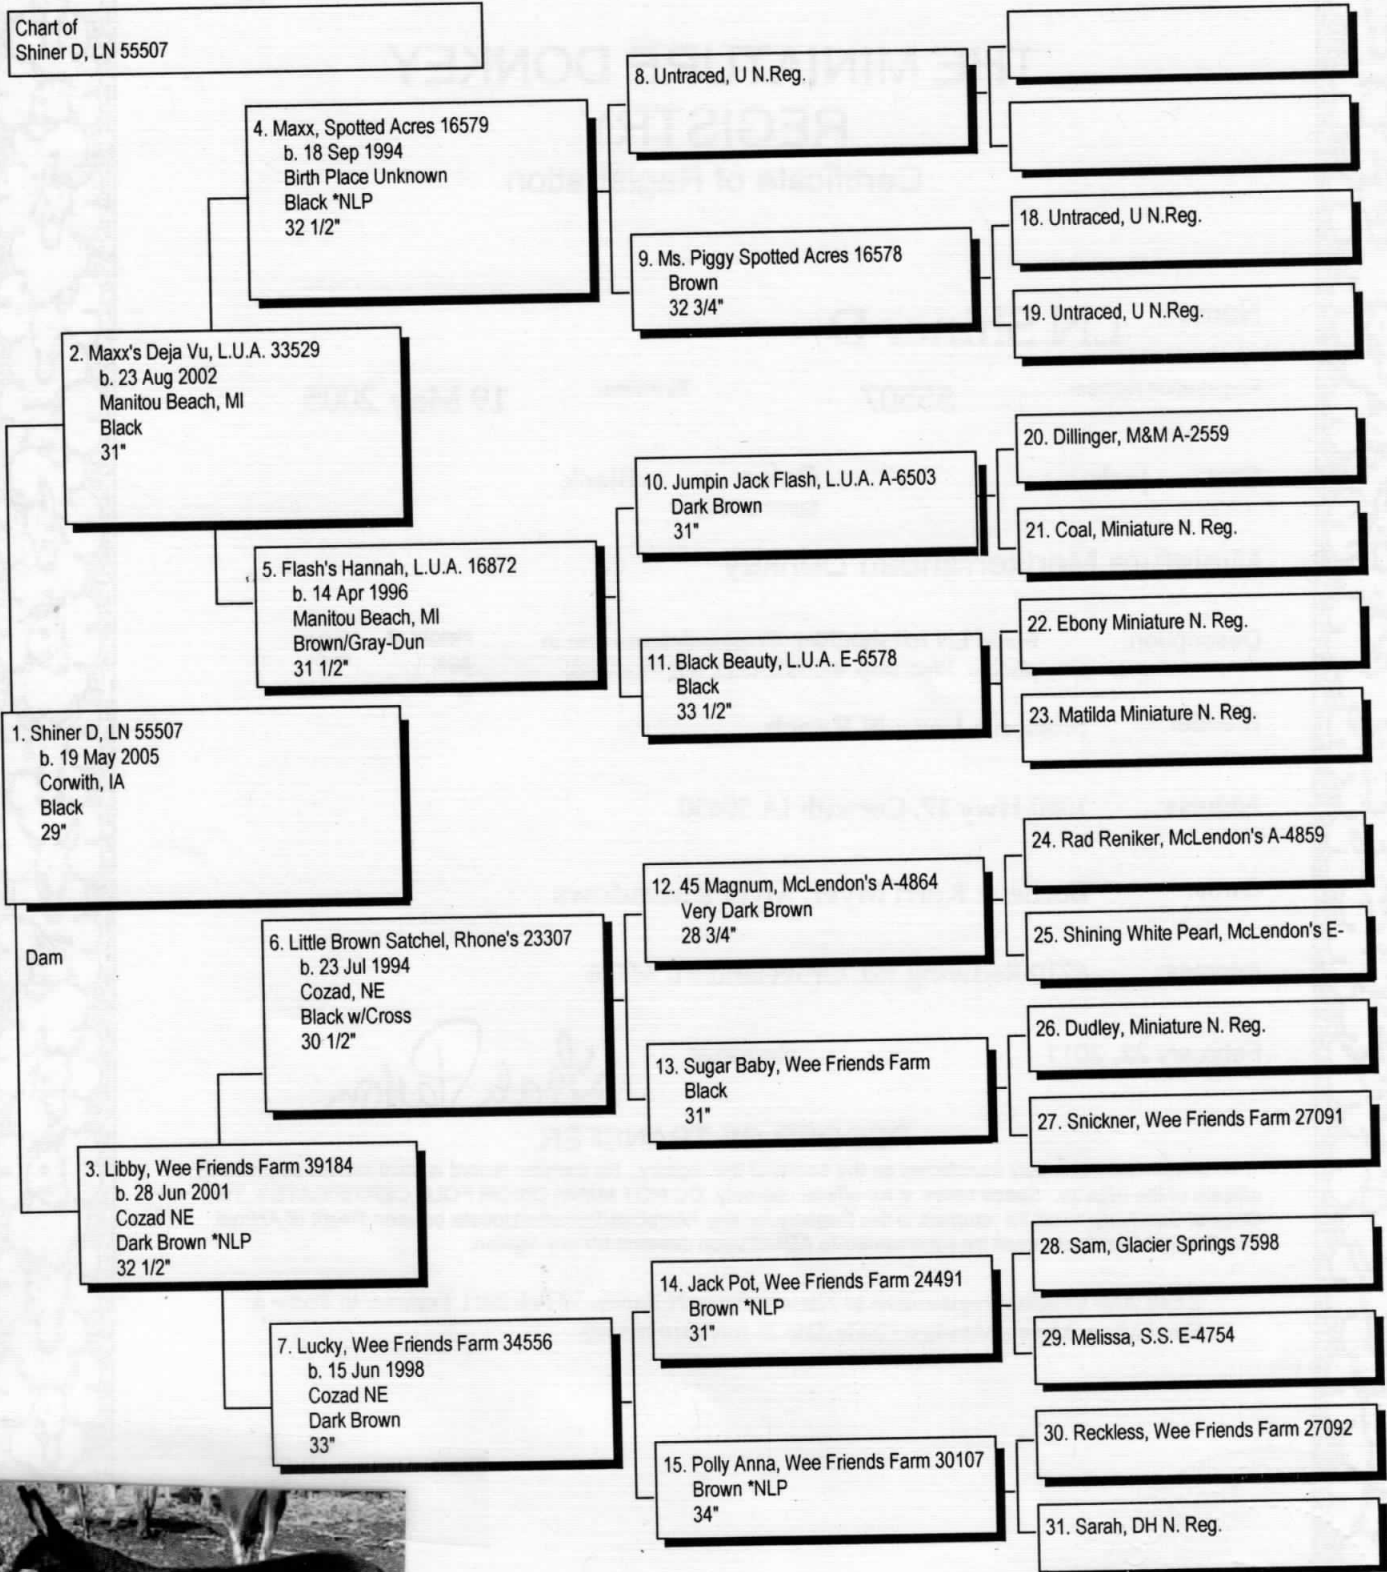 Chart of
Shiner D, LN 55507
1. Shiner D, LN 55507
b. 19 May 2005
Corwith, IA
Black
29"
Dam
2. Maxx's Deja Vu, L.U.A. 33529
b. 23 Aug 2002
Manitou Beach, MI
Black
31"
3. Libby, Wee Friends Farm 39184
b. 28 Jun 2001
Cozad NE
Dark Brown *NLP
32 1/2"
4. Maxx, Spotted Acres 16579
b. 18 Sep 1994
Birth Place Unknown
Black *NLP
32 1/2"
5. Flash's Hannah, L.U.A. 16872
b. 14 Apr 1996
Manitou Beach, MI
Brown/Gray-Dun
31 1/2"
6. Little Brown Satchel, Rhone's 23307
b. 23 Jul 1994
Cozad, NE
Black w/Cross
30 1/2"
7. Lucky, Wee Friends Farm 34556
b. 15 Jun 1998
Cozad NE
Dark Brown
33"
8. Untraced, U N.Reg.
9. Ms. Piggy Spotted Acres 16578
Brown
32 3/4"
10. Jumpin Jack Flash, L.U.A. A-6503
Dark Brown
31"
11. Black Beauty, L.U.A. E-6578
Black
33 1/2"
12. 45 Magnum, McLendon's A-4864
Very Dark Brown
28 3/4"
13. Sugar Baby, Wee Friends Farm
Black
31"
14. Jack Pot, Wee Friends Farm 24491
Brown *NLP
31"
15. Polly Anna, Wee Friends Farm 30107
Brown *NLP
34"
18. Untraced, U N.Reg.
19. Untraced, U N.Reg.
20. Dillinger, M&M A-2559
21. Coal, Miniature N. Reg.
22. Ebony Miniature N. Reg.
23. Matilda Miniature N. Reg.
24. Rad Reniker, McLendon's A-4859
25. Shining White Pearl, McLendon's E-
26. Dudley, Miniature N. Reg.
27. Snickner, Wee Friends Farm 27091
28. Sam, Glacier Springs 7598
29. Melissa, S.S. E-4754
30. Reckless, Wee Friends Farm 27092
31. Sarah, DH N. Reg.